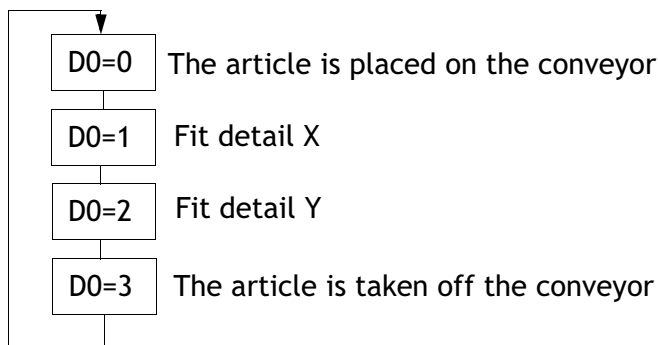 D0=0 The article is placed on the conveyor
D0=1 Fit detail X
D0=2 Fit detail Y
D0=3 The article is taken off the conveyor